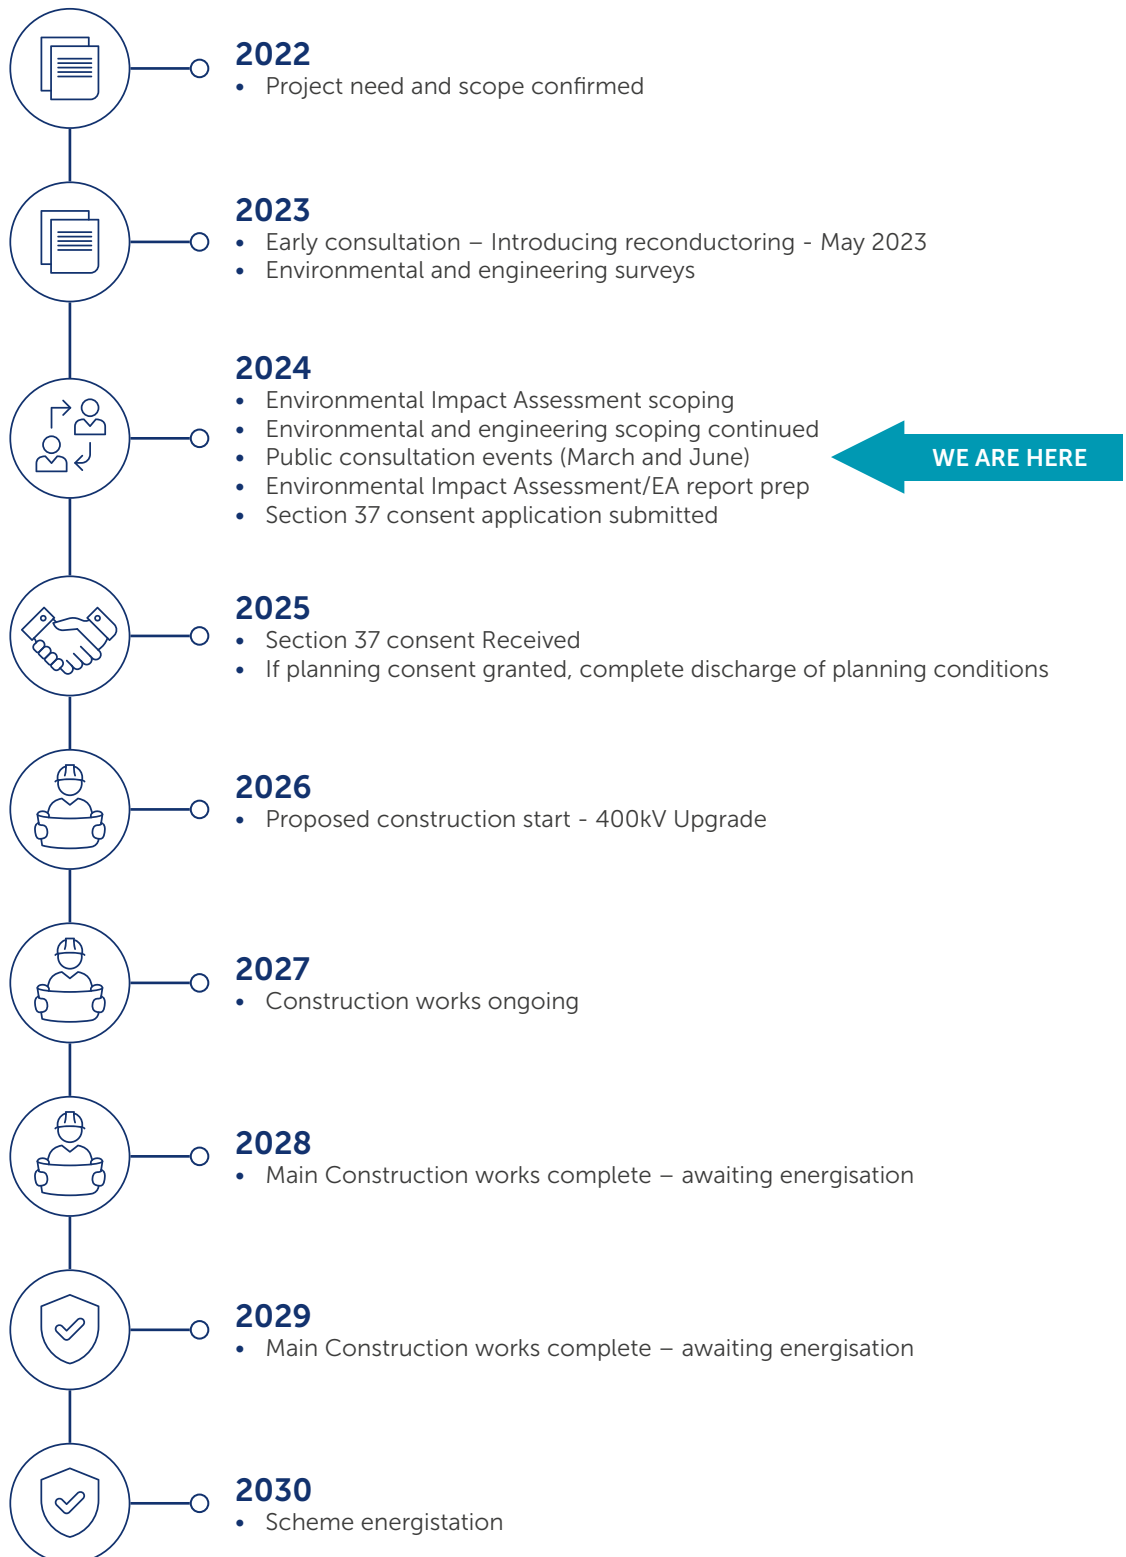 2022
• Project need and scope confirmed
2023
• Early consultation – Introducing reconductoring - May 2023
• Environmental and engineering surveys
2024
• Environmental Impact Assessment scoping
• Environmental and engineering scoping continued
• Public consultation events (March and June)
WE ARE HERE
• Environmental Impact Assessment/EA report prep
• Section 37 consent application submitted
2025
• Section 37 consent Received
• If planning consent granted, complete discharge of planning conditions
2026
• Proposed construction start - 400kV Upgrade
2027
• Construction works ongoing
2028
• Main Construction works complete – awaiting energisation
2029
• Main Construction works complete – awaiting energisation
2030
• Scheme energistation